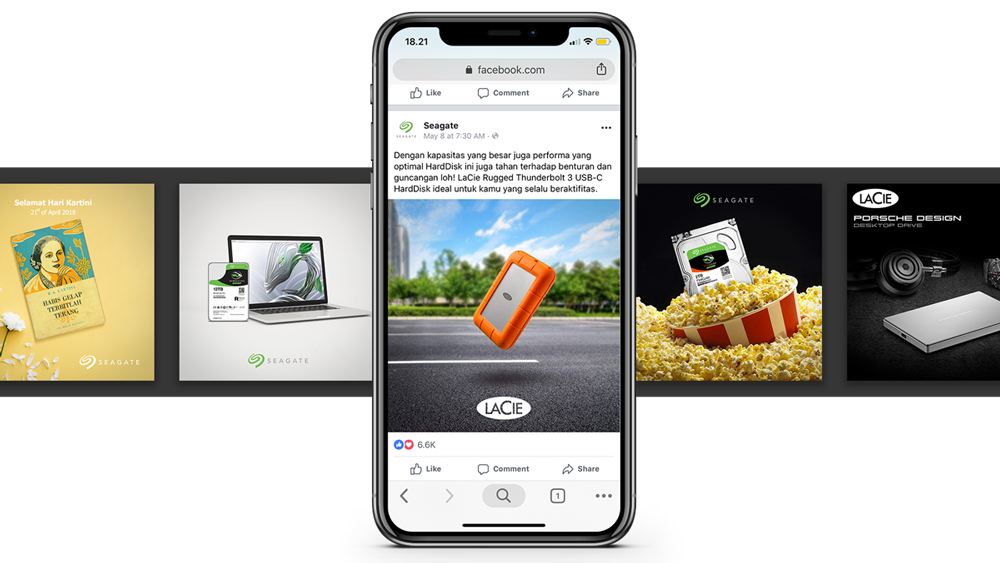 Selamat Hari Kartini
21st of April 2018
R.A. KARTINI
HABIS GELAP
TERBITLAH
TERANG
SEAGATE
12TB
SEAGATE
18.21
facebook.com
Like
Comment
Share
SEAGATE
Seagate
May 8 at 7:30 AM
Dengan kapasitas yang besar juga performa yang
optimal HardDisk ini juga tahan terhadap benturan dan
guncangan loh! LaCie Rugged Thunderbolt 3 USB-C
HardDisk ideal untuk kamu yang selalu beraktifitas.
LACIE
6.6K
Like
Comment
Share
1
SEAGATE
LACIE
PORSCHE DESIGN
DESKTOP DRIVE